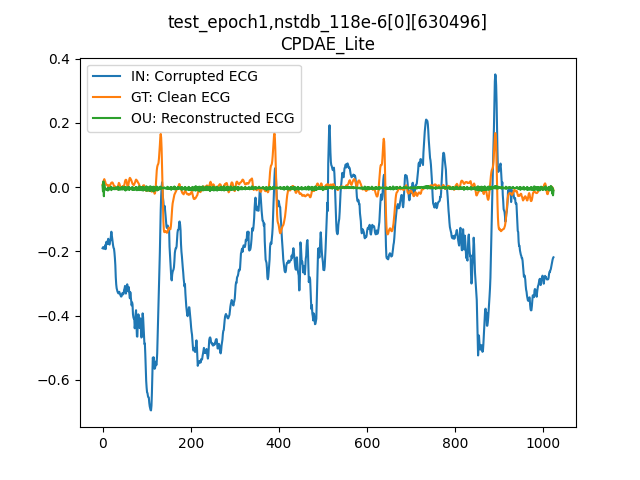 test_epoch1,nstdb_118e-6[0][630496]
CPDAE_Lite
IN: Corrupted ECG
GT: Clean ECG
OU: Reconstructed ECG
0.4
0.2
0.0
−0.2
−0.4
−0.6
0 200 400 600 800 1000